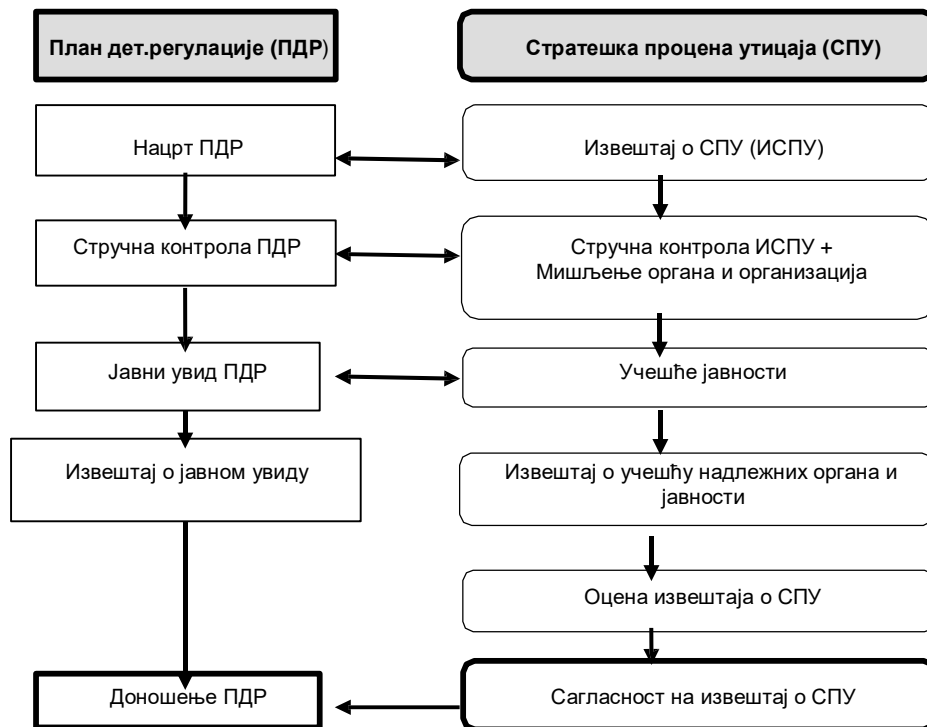 План дет.регулације (ПДР)
Стратешка процена утицаја (СПУ)
Нацрт ПДР
Извештај о СПУ (ИСПУ)
Стручна контрола ПДР
Стручна контрола ИСПУ +
Мишљење органа и организација
Јавни увид ПДР
Учешће јавности
Извештај о јавном увиду
Извештај о учешћу надлежних органа и
јавности
Оцена извештаја о СПУ
Доношење ПДР
Сагласност на извештај о СПУ